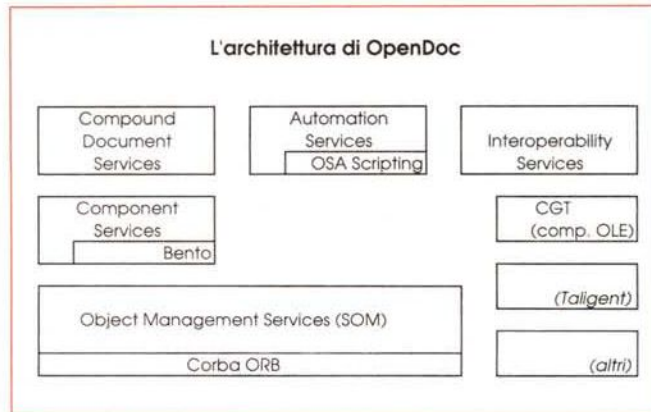 L'architettura di OpenDoc
Compound
Document
Services
Automation
Services
OSA Scripting
Interoperability
Services
Component
Services
Bento
CGT
(comp. OLE)
Object Management Services (SOM)
Corba ORB
(Taligent)
(altri)